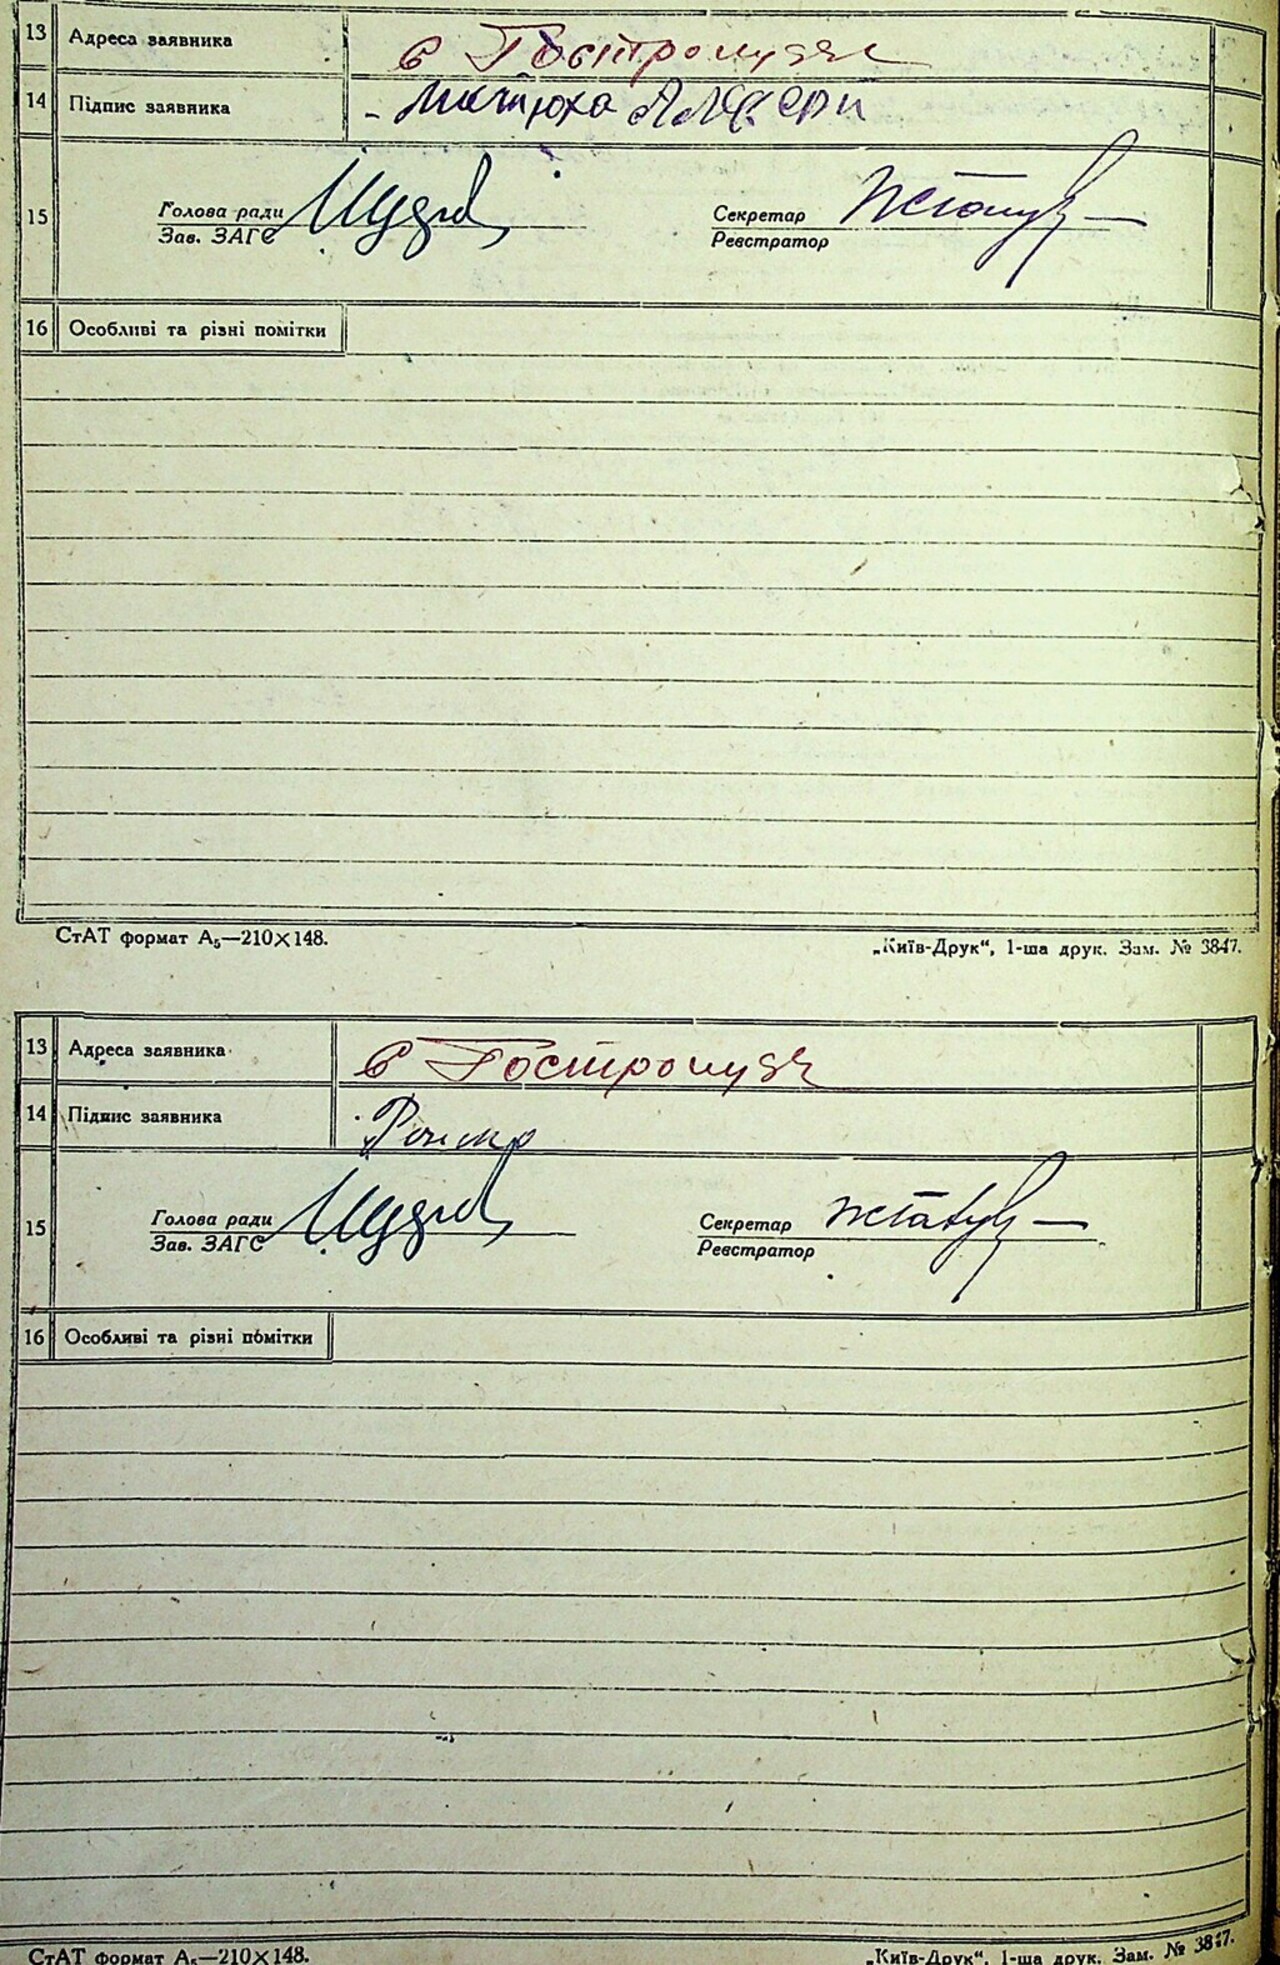 13 Адреса заявника с Гостромудя
14 Підпис заявника Матюха
15 Голова ради Секретар
Зав. ЗАГС Реєстратор
16 Особливі та різні помітки
СтАТ формат А₅—210×148. „Київ-Друк“, 1-ша друк. Зам. № 3847.
13 Адреса заявника с Гостромудя
14 Підпис заявника
15 Голова ради Секретар
Зав. ЗАГС Реєстратор
16 Особливі та різні помітки
СтАТ формат А₅—210×148. „Київ-Друк“, 1-ша друк. Зам. № 3847.